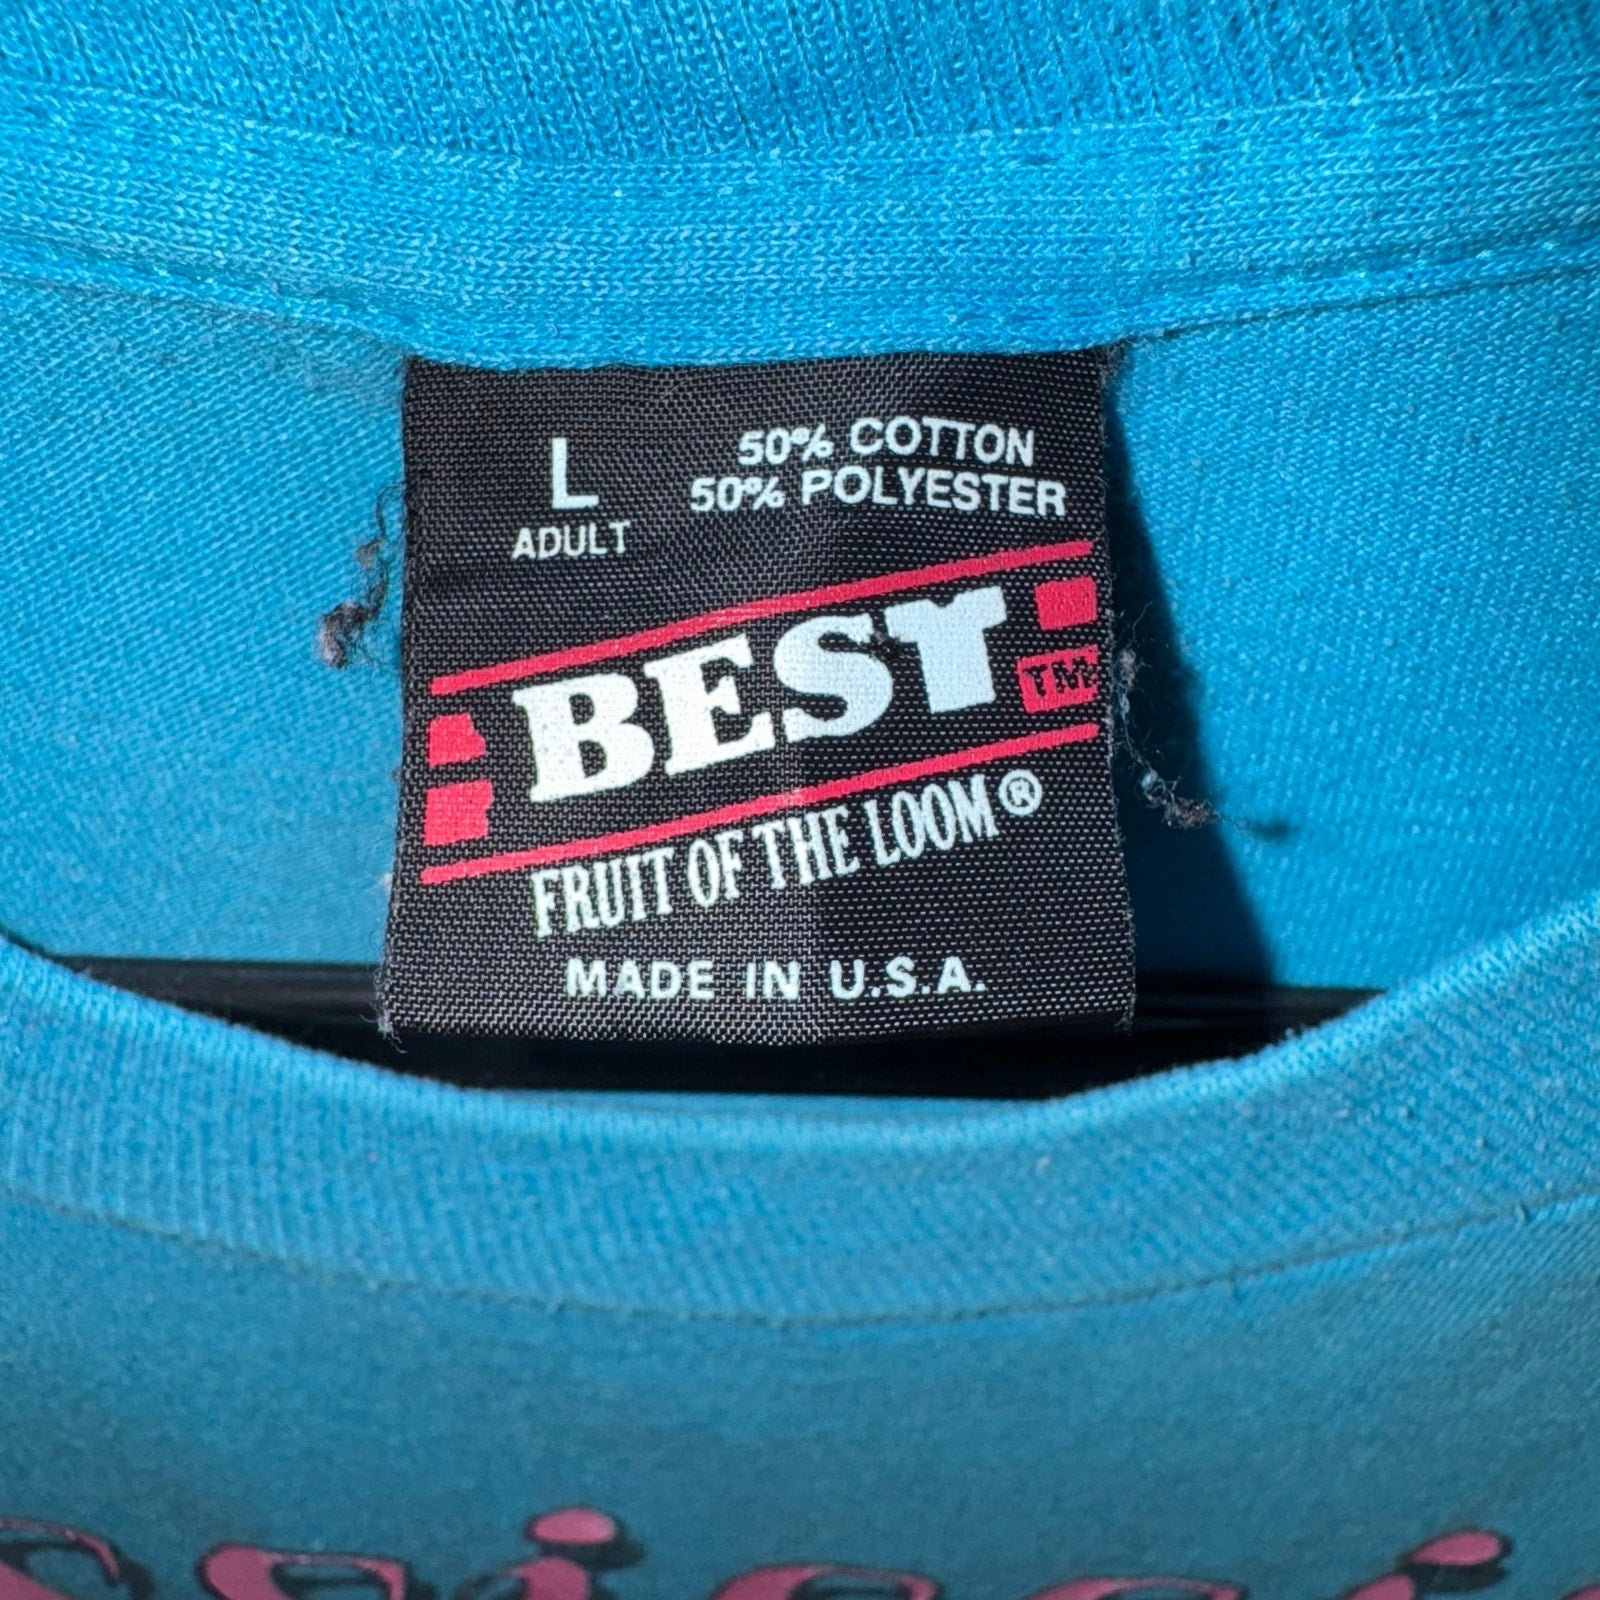 L
ADULT
50% COTTON
50% POLYESTER
BEST
TM
FRUIT OF THE LOOM®
MADE IN U.S.A.